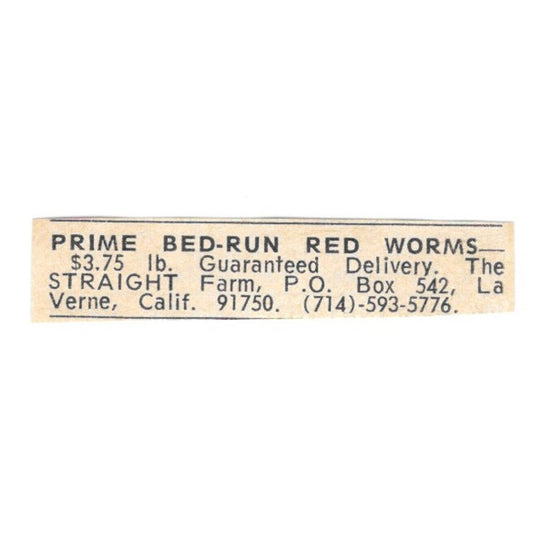 PRIME BED-RUN RED WORMS—
$3.75 lb. Guaranteed Delivery. The
STRAIGHT Farm, P.O. Box 542, La
Verne, Calif. 91750. (714)-593-5776.